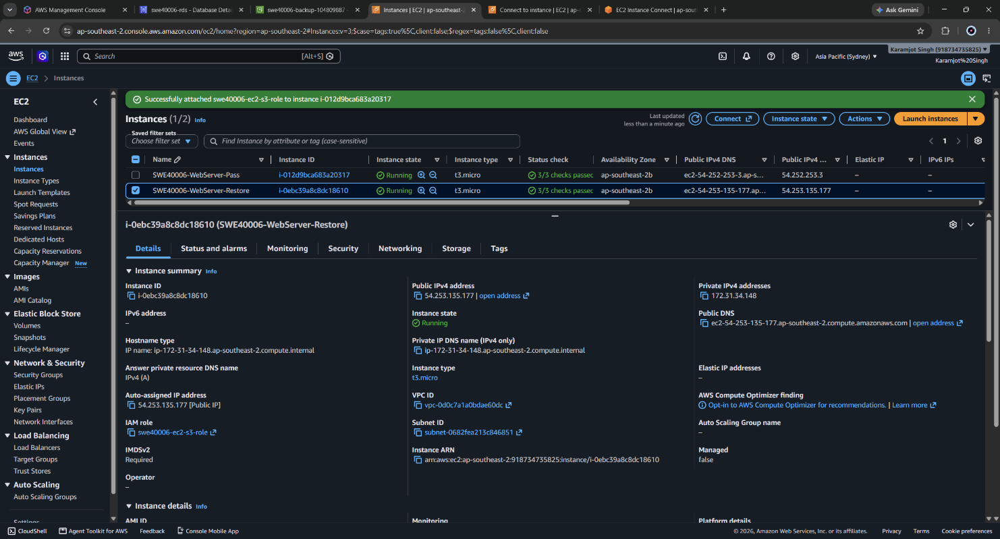 AWS Management Console
swe40006-rds - Database Deta
swe40006-backup-104809887 -
Instances | EC2 | ap-southeast-2
Connect to instance | EC2 | ap-s
EC2 Instance Connect | ap-sout
Ask Gemini
ap-southeast-2.console.aws.amazon.com/ec2/home?region=ap-southeast-2#Instances:v=3;$case=tags:true%5C,client:false;$regex=tags:false%5C,client:false
aws
Search
[Alt+S]
Asia Pacific (Sydney)
Karamjot Singh (918734735825)
Karamjot%20Singh
EC2
Instances
EC2
Dashboard
AWS Global View
Events
Instances
Instances
Instance Types
Launch Templates
Spot Requests
Savings Plans
Reserved Instances
Dedicated Hosts
Capacity Reservations
Capacity Manager New
Images
AMIs
AMI Catalog
Elastic Block Store
Volumes
Snapshots
Lifecycle Manager
Network & Security
Security Groups
Elastic IPs
Placement Groups
Key Pairs
Network Interfaces
Load Balancing
Load Balancers
Target Groups
Trust Stores
Auto Scaling
Auto Scaling Groups
Settings
Successfully attached swe40006-ec2-s3-role to instance i-012d9bca683a20317
Instances (1/2) Info
Last updated
less than a minute ago
Connect
Instance state
Actions
Launch instances
Saved filter sets
Choose filter set
Find Instance by attribute or tag (case-sensitive)
1
Name Instance ID Instance state Instance type Status check Availability Zone Public IPv4 DNS Public IPv4 ... Elastic IP IPv6 IPs
SWE40006-WebServer-Pass i-012d9bca683a20317 Running t3.micro 3/3 checks passec ap-southeast-2b ec2-54-252-253-3.ap-s... 54.252.253.3 – –
SWE40006-WebServer-Restore i-0ebc39a8c8dc18610 Running t3.micro 3/3 checks passec ap-southeast-2b ec2-54-253-135-177.ap... 54.253.135.177 – –
i-0ebc39a8c8dc18610 (SWE40006-WebServer-Restore)
Details Status and alarms Monitoring Security Networking Storage Tags
Instance summary Info
Instance ID
i-0ebc39a8c8dc18610
Public IPv4 address
54.253.135.177 | open address
Private IPv4 addresses
172.31.34.148
IPv6 address
–
Instance state
Running
Public DNS
ec2-54-253-135-177.ap-southeast-2.compute.amazonaws.com | open address
Hostname type
IP name: ip-172-31-34-148.ap-southeast-2.compute.internal
Private IP DNS name (IPv4 only)
ip-172-31-34-148.ap-southeast-2.compute.internal
Answer private resource DNS name
IPv4 (A)
Instance type
t3.micro
Elastic IP addresses
–
Auto-assigned IP address
54.253.135.177 [Public IP]
VPC ID
vpc-0d0c7a1a0bdae60dc
AWS Compute Optimizer finding
Opt-in to AWS Compute Optimizer for recommendations. | Learn more
IAM role
swe40006-ec2-s3-role
Subnet ID
subnet-0682fea213c846851
Auto Scaling Group name
–
IMDSv2
Required
Instance ARN
arn:aws:ec2:ap-southeast-2:918734735825:instance/i-0ebc39a8c8dc18610
Managed
false
Operator
–
Instance details Info
AMI ID
Monitoring
Platform details
CloudShell
Agent Toolkit for AWS
Feedback
Console Mobile App
© 2026, Amazon Web Services, Inc. or its affiliates.
Privacy
Terms
Cookie preferences